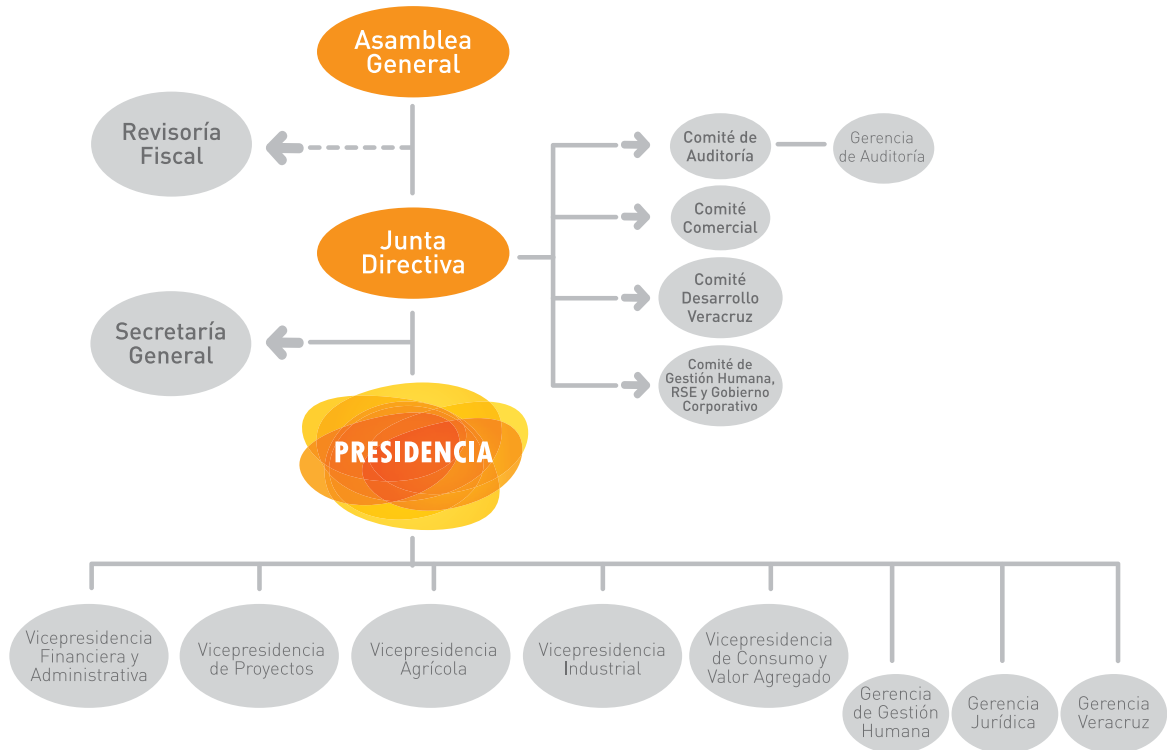 Asamblea
General
Revisoría
Fiscal
Comité de
Auditoría
Gerencia
de Auditoría
Comité
Comercial
Junta
Directiva
Comité
Desarrollo
Veracruz
Secretaría
General
Comité de
Gestión Humana,
RSE y Gobierno
Corporativo
PRESIDENCIA
Vicepresidencia
Financiera y
Administrativa
Vicepresidencia
de Proyectos
Vicepresidencia
Agrícola
Vicepresidencia
Industrial
Vicepresidencia
de Consumo y
Valor Agregado
Gerencia
de Gestión
Humana
Gerencia
Jurídica
Gerencia
Veracruz